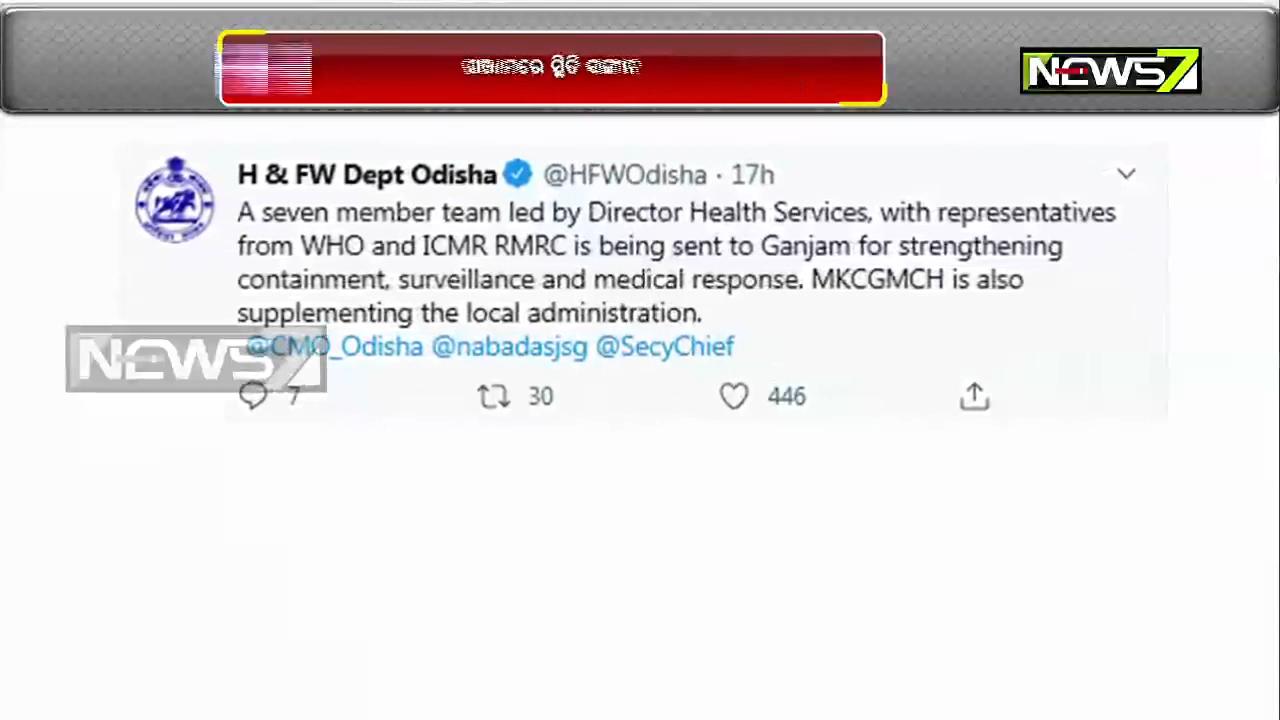 ସ୍ଥିତି
NEWS7
H & FW Dept Odisha @HFWOdisha · 17h
A seven member team led by Director Health Services, with representatives
from WHO and ICMR RMRC is being sent to Ganjam for strengthening
containment, surveillance and medical response. MKCGMCH is also
supplementing the local administration.
NEWS7
@CMO_Odisha @nabadasjsg @SecyChief
7 30 446